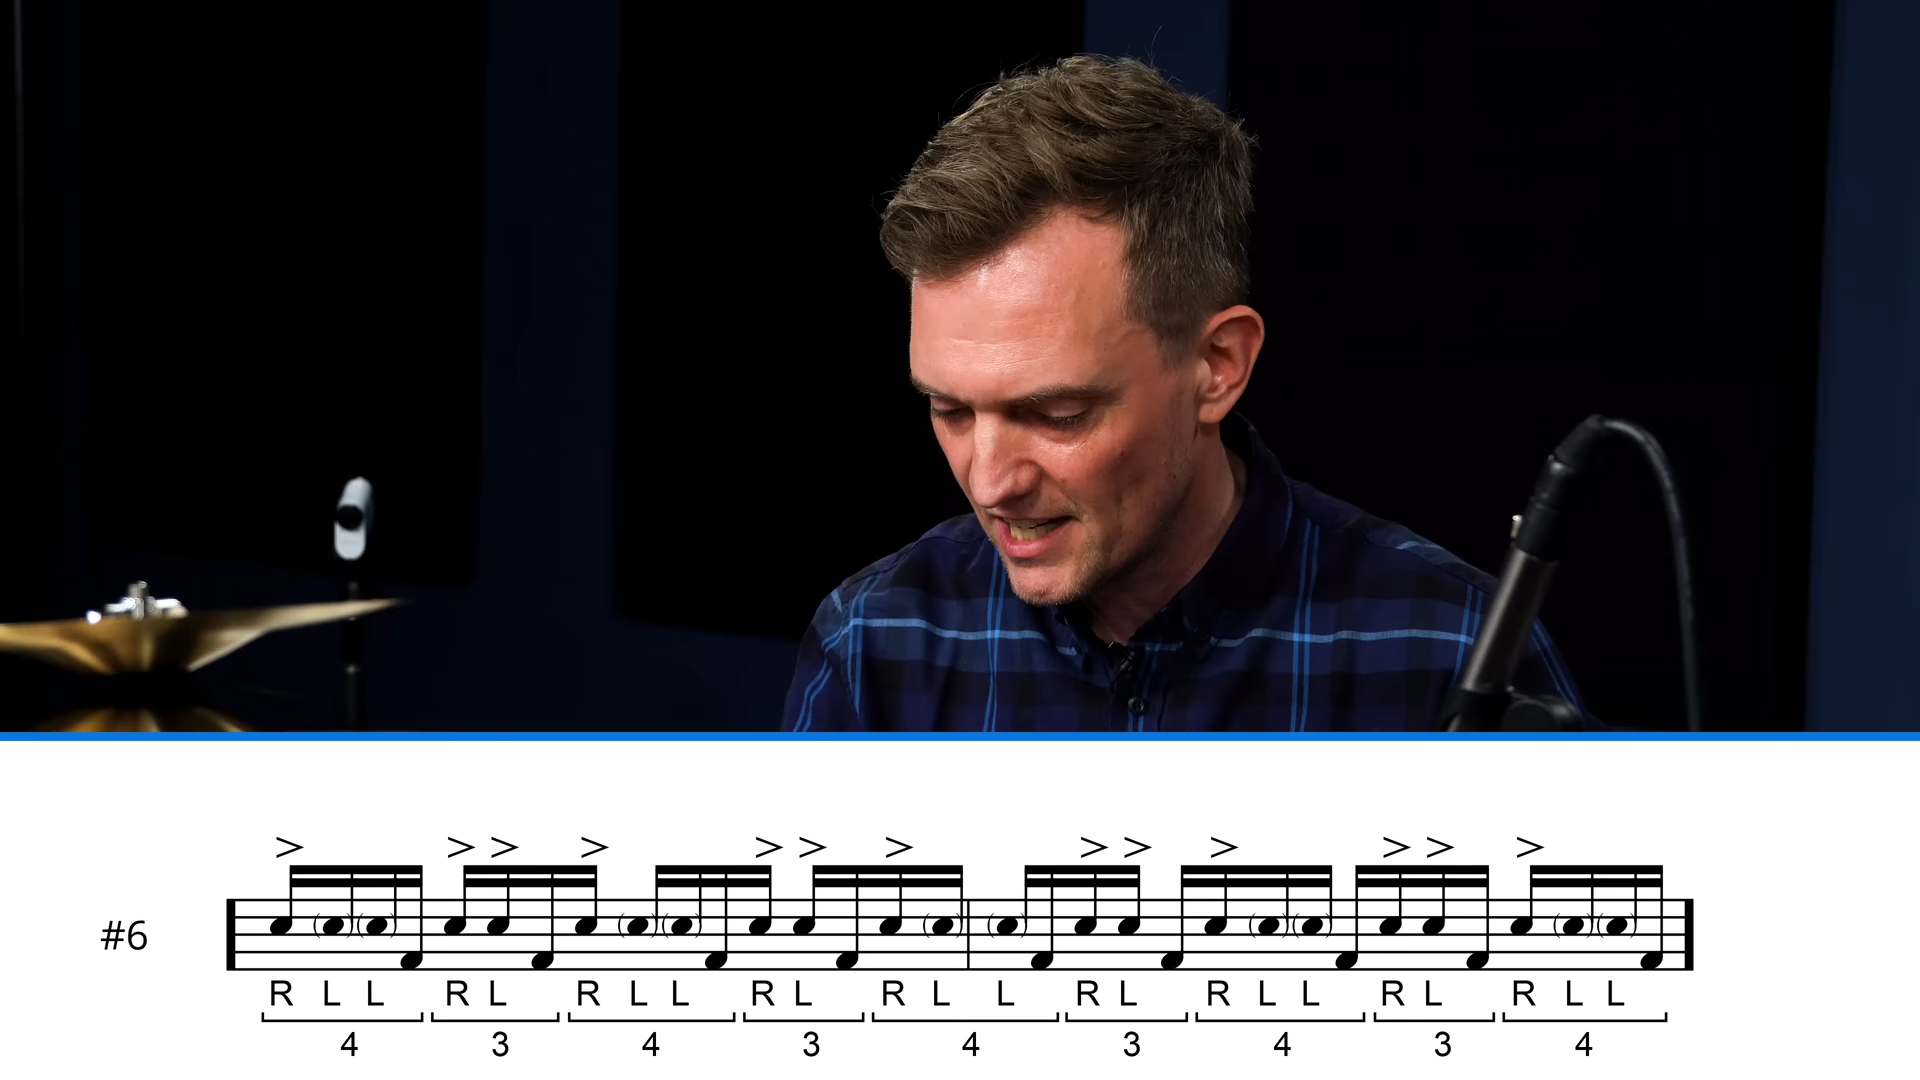 > > > > > > > > > > > > > >
#6
R L L R L R L L R L R L L R L R L L R L R L L
4 3 4 3 4 3 4 3 4